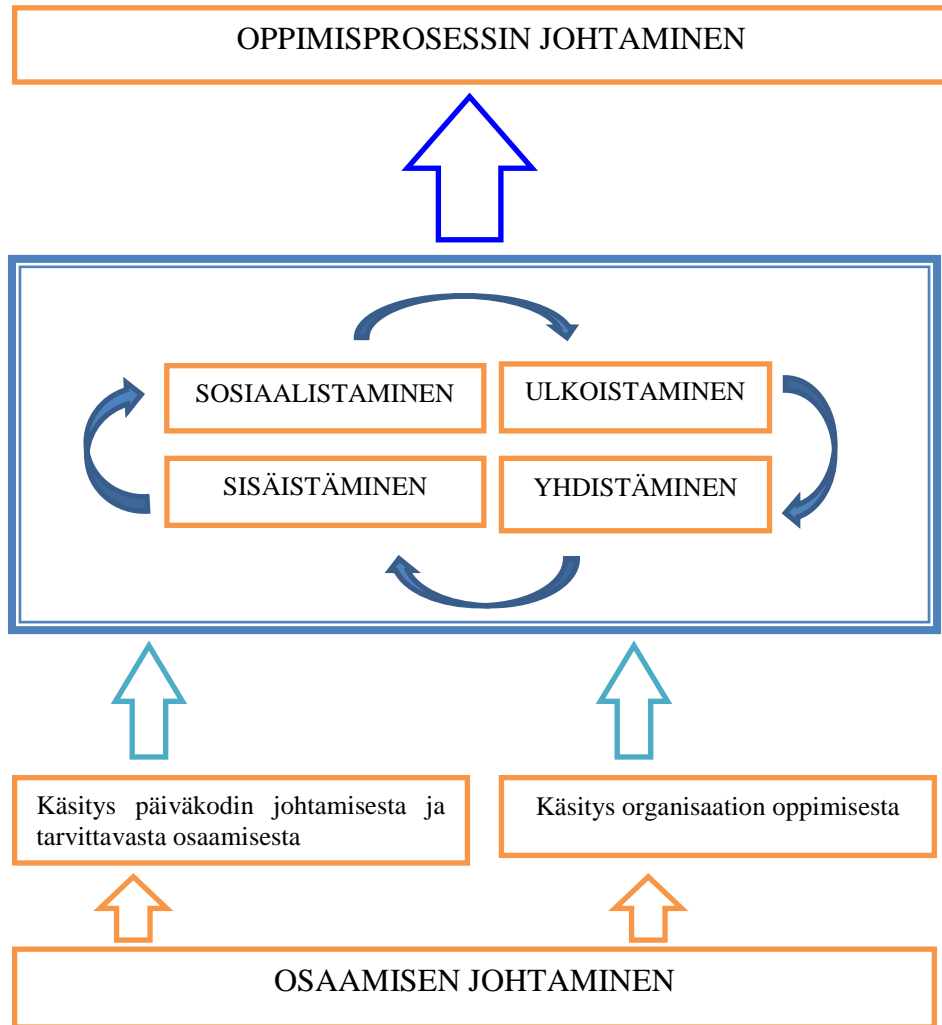 OPPIMISPROSESSIN JOHTAMINEN
SOSIAALISTAMINEN
ULKOISTAMINEN
SISÄISTÄMINEN
YHDISTÄMINEN
Käsitys päiväkodin johtamisesta ja
tarvittavasta osaamisesta
Käsitys organisaation oppimisesta
OSAAMISEN JOHTAMINEN